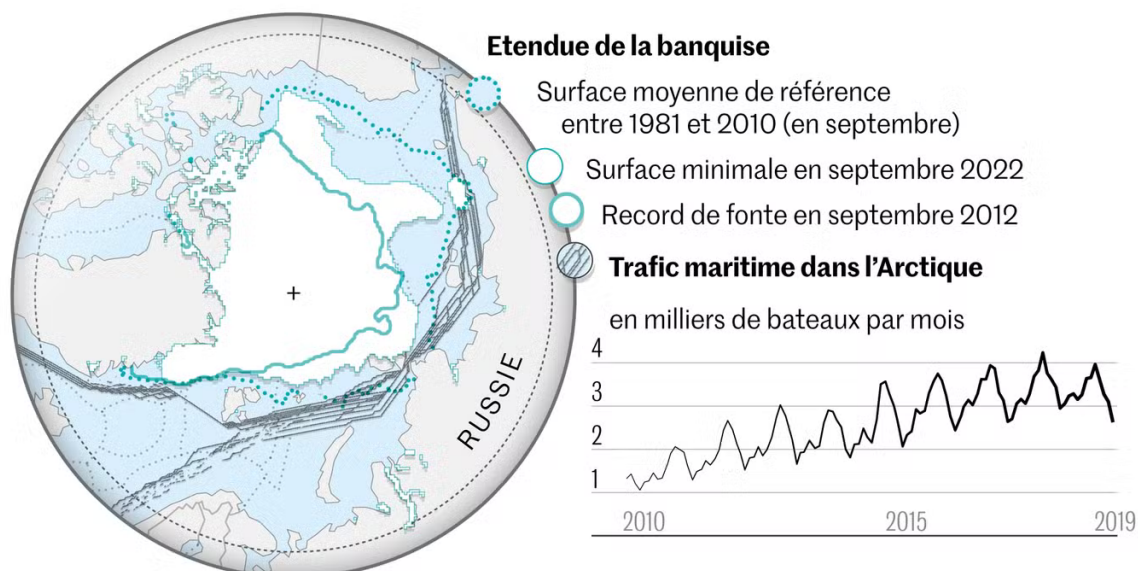 Etendue de la banquise
Surface moyenne de référence
entre 1981 et 2010 (en septembre)
Surface minimale en septembre 2022
Record de fonte en septembre 2012
Trafic maritime dans l'Arctique
en milliers de bateaux par mois
4
3
2
1
2010 2015 2019
RUSSIE